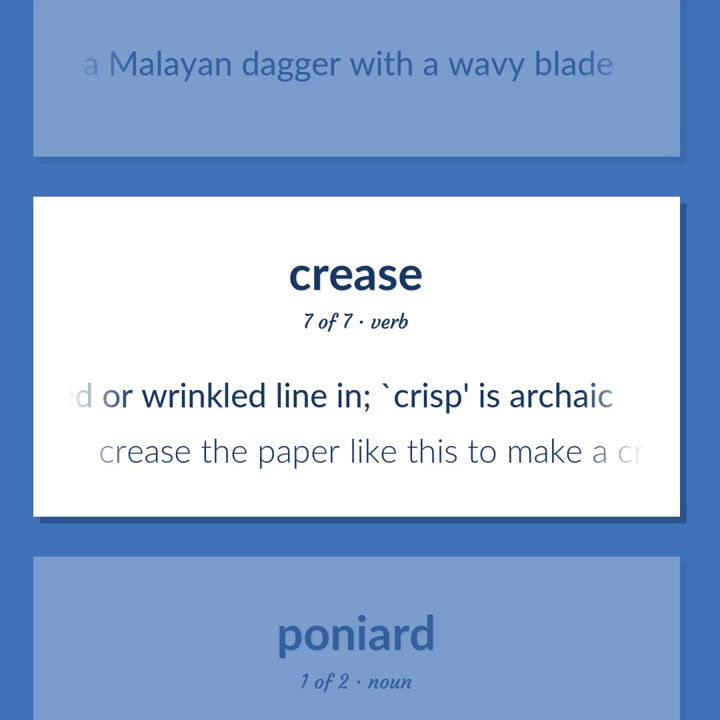 a Malayan dagger with a wavy blade
crease
7 of 7 · verb
or wrinkled line in; `crisp' is archaic
crease the paper like this to make a
poniard
1 of 2 · noun